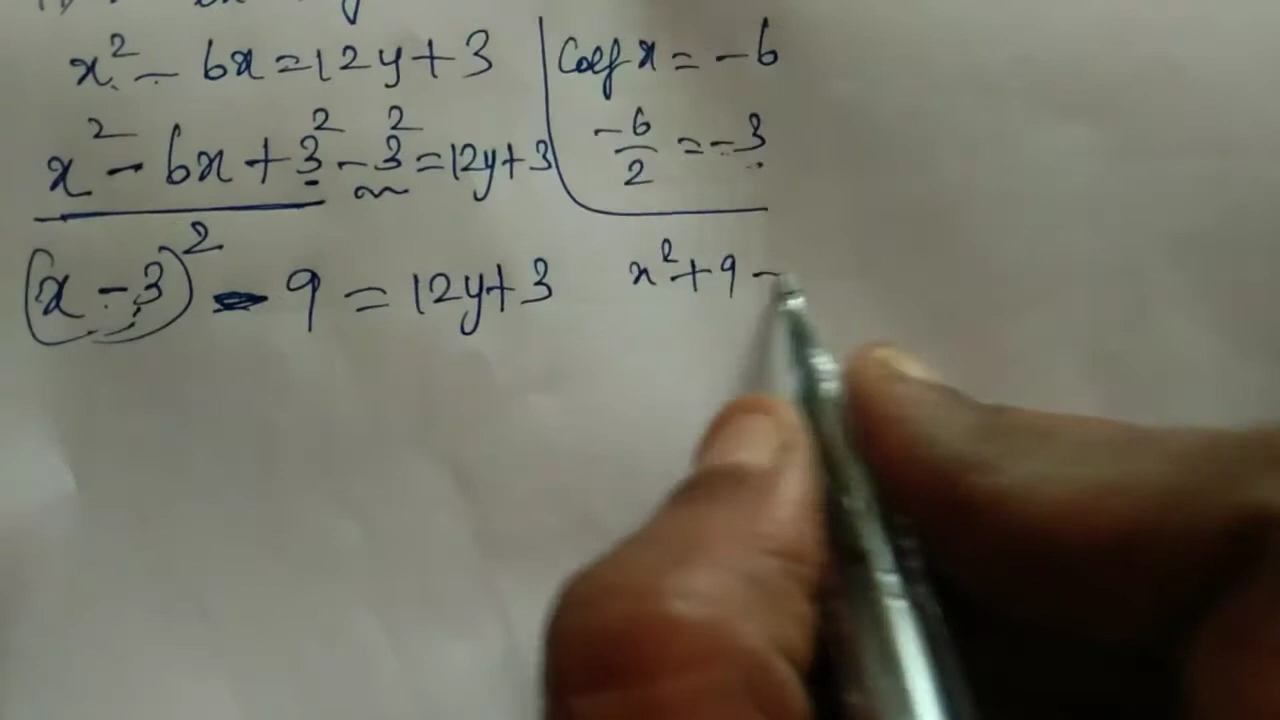 x² - 6x = 12y + 3
Coef x = -6
x² - 6x + 3² - 3² = 12y + 3
-6/2 = -3
(x - 3)² - 9 = 12y + 3
x² + 9 -